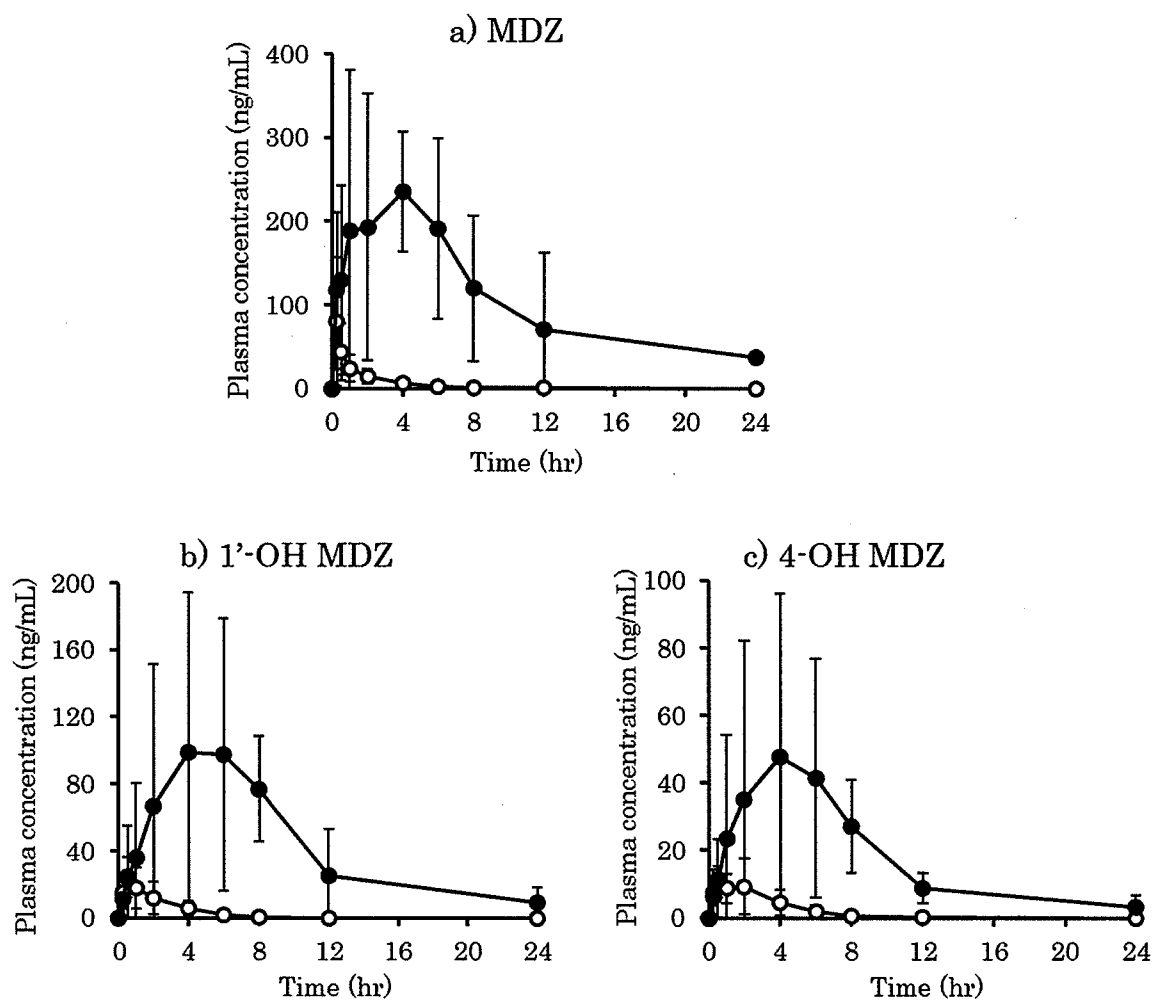 a) MDZ
Plasma concentration (ng/mL)
400
300
200
100
0
0 4 8 12 16 20 24
Time (hr)
b) 1’-OH MDZ
Plasma concentration (ng/mL)
200
160
120
80
40
0
0 4 8 12 16 20 24
Time (hr)
c) 4-OH MDZ
Plasma concentration (ng/mL)
100
80
60
40
20
0
0 4 8 12 16 20 24
Time (hr)